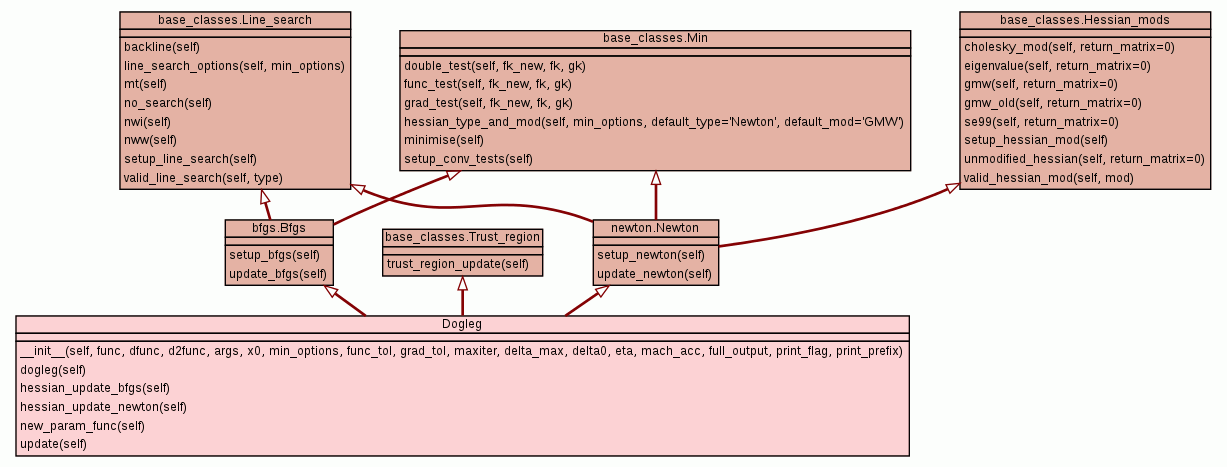 base_classes.Line_search
backline(self)
line_search_options(self, min_options)
mt(self)
no_search(self)
nwi(self)
nww(self)
setup_line_search(self)
valid_line_search(self, type)
base_classes.Min
double_test(self, fk_new, fk, gk)
func_test(self, fk_new, fk, gk)
grad_test(self, fk_new, fk, gk)
hessian_type_and_mod(self, min_options, default_type='Newton', default_mod='GMW')
minimise(self)
setup_conv_tests(self)
base_classes.Hessian_mods
cholesky_mod(self, return_matrix=0)
eigenvalue(self, return_matrix=0)
gmw(self, return_matrix=0)
gmw_old(self, return_matrix=0)
se99(self, return_matrix=0)
setup_hessian_mod(self)
unmodified_hessian(self, return_matrix=0)
valid_hessian_mod(self, mod)
bfgs.Bfgs
setup_bfgs(self)
update_bfgs(self)
base_classes.Trust_region
trust_region_update(self)
newton.Newton
setup_newton(self)
update_newton(self)
Dogleg
__init__(self, func, dfunc, d2func, args, x0, min_options, func_tol, grad_tol, maxiter, delta_max, delta0, eta, mach_acc, full_output, print_flag, print_prefix)
dogleg(self)
hessian_update_bfgs(self)
hessian_update_newton(self)
new_param_func(self)
update(self)